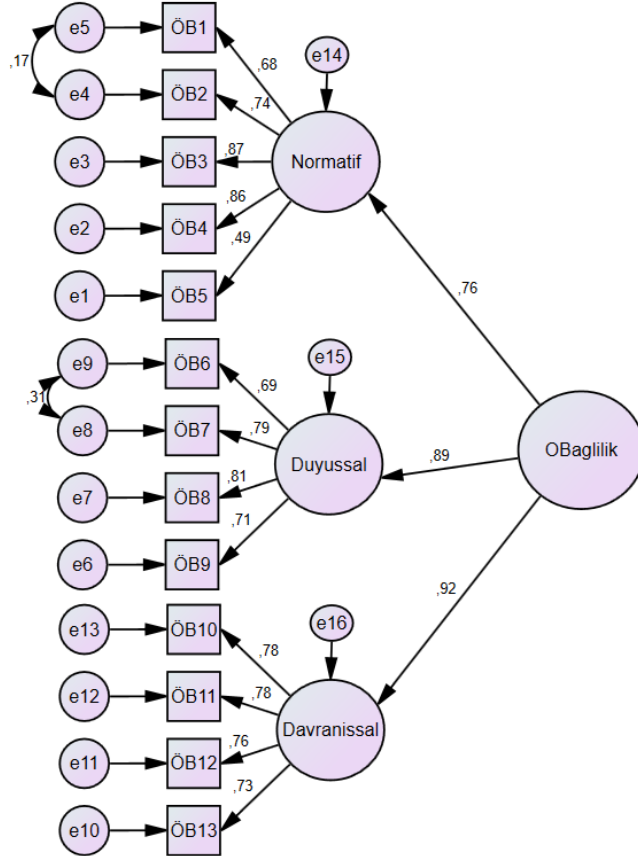 e5
ÖB1
,68
e14
,17
e4
ÖB2
,74
e3
ÖB3
,87
Normatif
e2
ÖB4
,86
e1
ÖB5
,49
,76
e9
ÖB6
,69
e15
,31
e8
ÖB7
,79
Duyussal
,89
OBaglilik
e7
ÖB8
,81
e6
ÖB9
,71
,92
e13
ÖB10
,78
e16
e12
ÖB11
,78
Davranissal
e11
ÖB12
,76
e10
ÖB13
,73